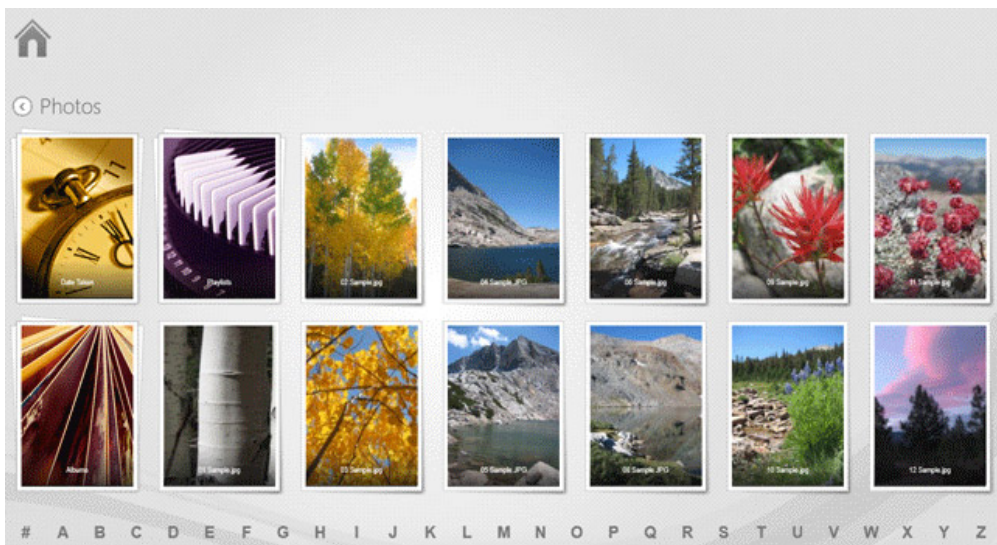 Photos
Date Taken
Playlists
02 Sample.jpg
04 Sample.JPG
06 Sample.jpg
09 Sample.jpg
11 Sample.jpg
Albums
01 Sample.jpg
03 Sample.jpg
05 Sample.JPG
08 Sample.jpg
10 Sample.jpg
12 Sample.jpg
# A B C D E F G H I J K L M N O P Q R S T U V W X Y Z